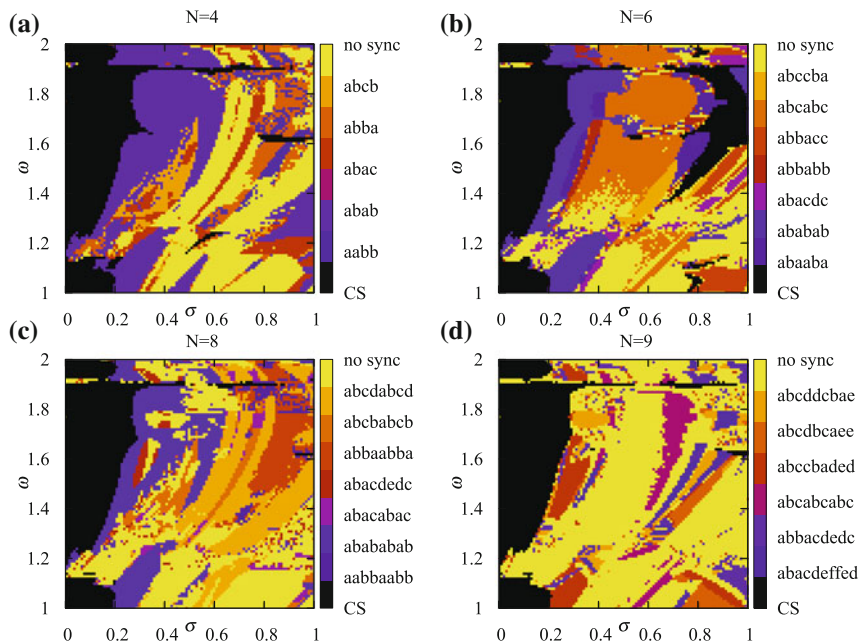 (a)
N=4
2
1.8
1.6
ω
1.4
1.2
1
0
0.2
0.4
σ
0.6
0.8
1
no sync
abcb
abba
abac
abab
aabb
CS
(b)
N=6
2
1.8
1.6
ω
1.4
1.2
1
0
0.2
0.4
σ
0.6
0.8
1
no sync
abccba
abcabc
abbacc
abbabb
abacdc
ababab
abaaba
CS
(c)
N=8
2
1.8
1.6
ω
1.4
1.2
1
0
0.2
0.4
σ
0.6
0.8
1
no sync
abcdabcd
abcbabcb
abbaabba
abacdedc
abacabac
abababab
aabbaabb
CS
(d)
N=9
2
1.8
1.6
ω
1.4
1.2
1
0
0.2
0.4
σ
0.6
0.8
1
no sync
abcddcbae
abcdbcaee
abccbaded
abcabcabc
abbacdedc
abacdeffed
CS